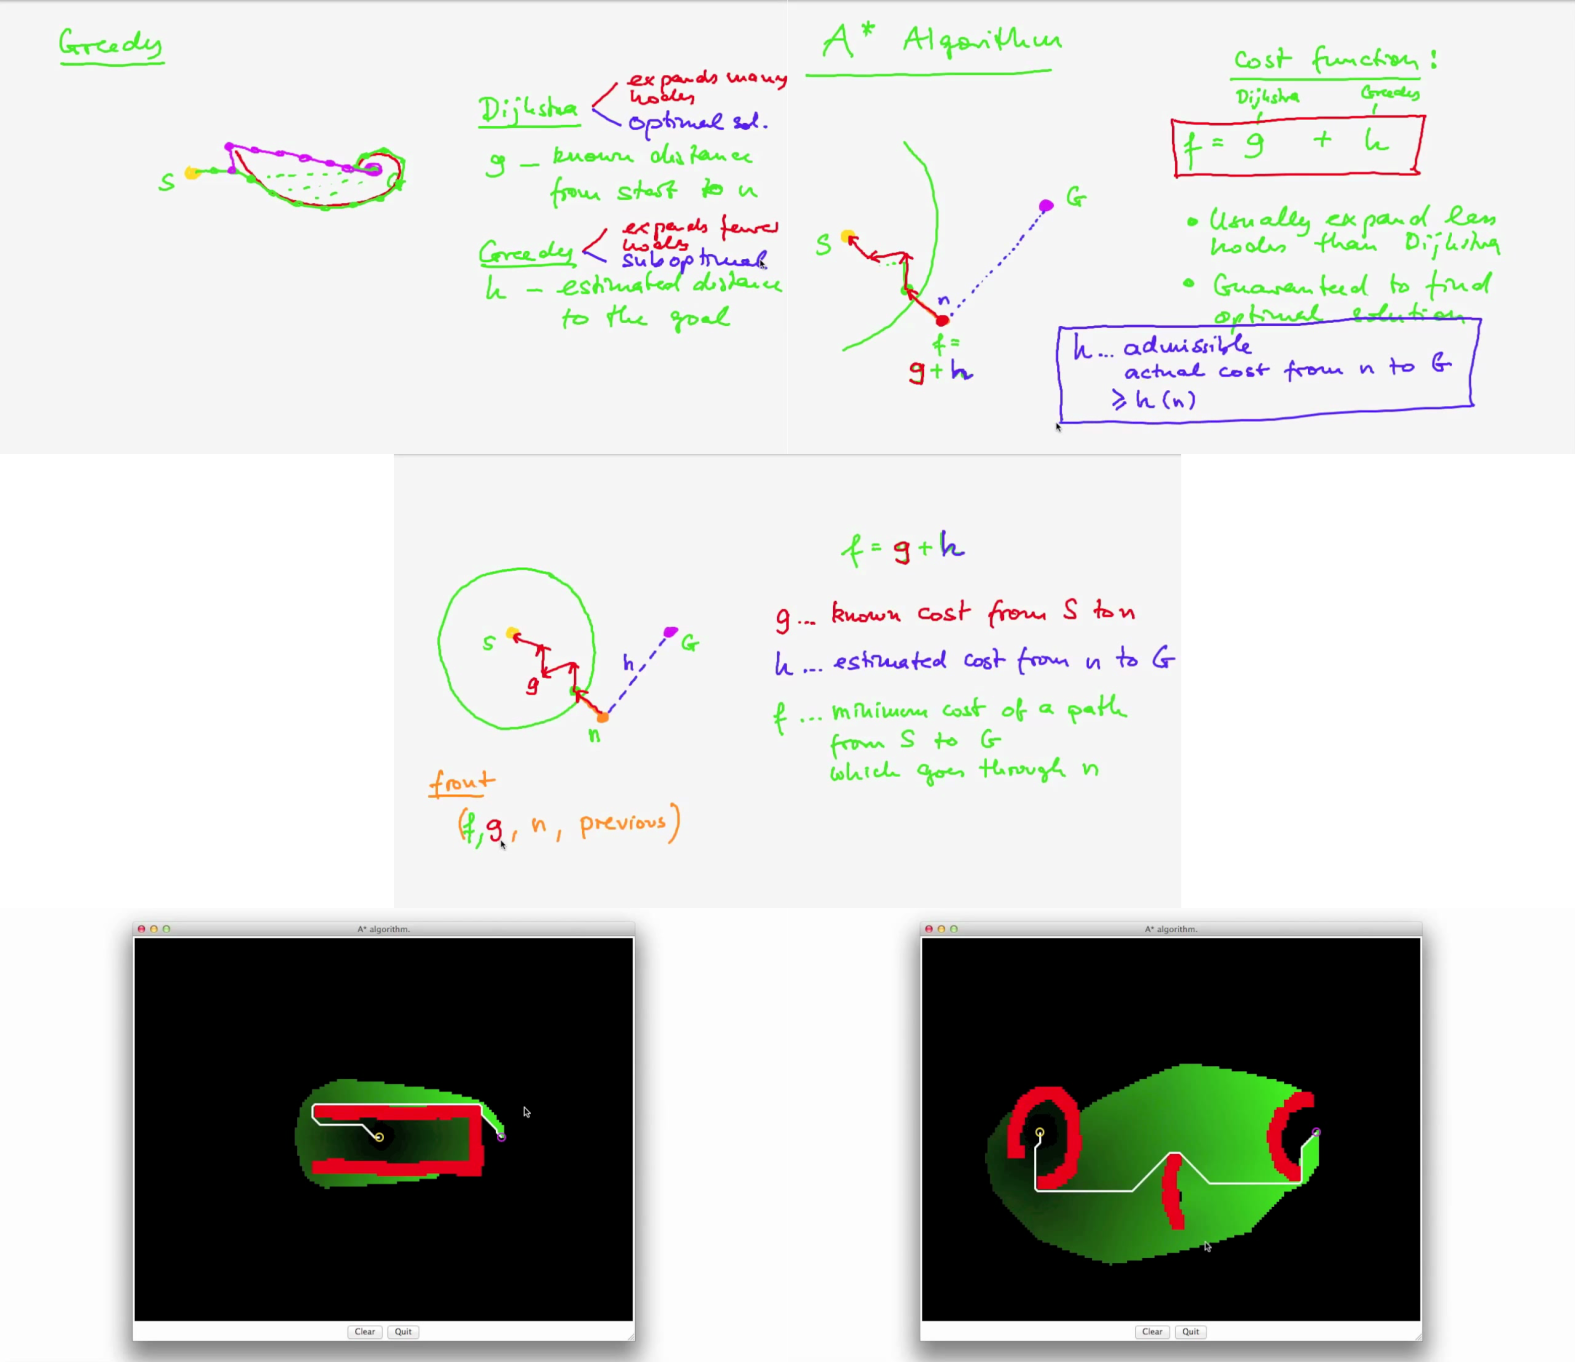 Greedy
Dijkstra
expands many
nodes
optimal sol.
g – known distance
from start to n
Greedy
expands fewer
nodes
suboptimal
h – estimated distance
to the goal
S
G
A* Algorithm
Cost function:
Dijkstra Greedy
f = g + h
• Usually expand less
nodes than Dijkstra
• Guaranteed to find
optimal solution
h... admissible
actual cost from n to G
≥ h(n)
S
G
n
f =
g + h
f = g + h
g ... known cost from S to n
h ... estimated cost from n to G
f ... minimum cost of a path
from S to G
which goes through n
S
G
h
g
n
front
(f, g, n, previous)
A* algorithm.
Clear Quit
A* algorithm.
Clear Quit